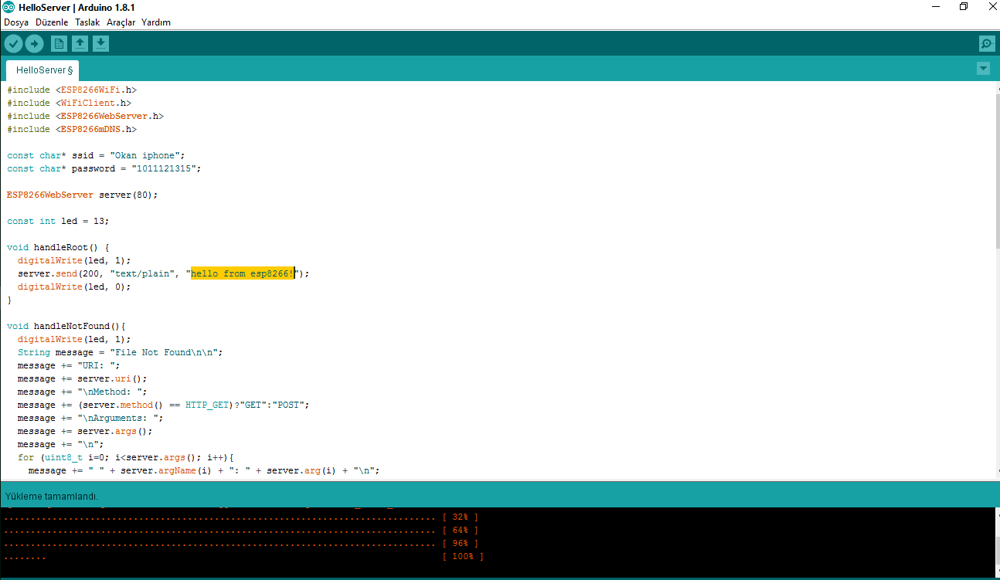 HelloServer | Arduino 1.8.1
Dosya Düzenle Taslak Araçlar Yardım
HelloServer §
#include <ESP8266WiFi.h>
#include <WiFiClient.h>
#include <ESP8266WebServer.h>
#include <ESP8266mDNS.h>
const char* ssid = "Okan iphone";
const char* password = "1011121315";
ESP8266WebServer server(80);
const int led = 13;
void handleRoot() {
digitalWrite(led, 1);
server.send(200, "text/plain", "hello from esp8266!");
digitalWrite(led, 0);
}
void handleNotFound(){
digitalWrite(led, 1);
String message = "File Not Found\n\n";
message += "URI: ";
message += server.uri();
message += "\nMethod: ";
message += (server.method() == HTTP_GET)?"GET":"POST";
message += "\nArguments: ";
message += server.args();
message += "\n";
for (uint8_t i=0; i<server.args(); i++){
message += " " + server.argName(i) + ": " + server.arg(i) + "\n";
Yükleme tamamlandı.
................................................................................ [ 32% ]
................................................................................ [ 64% ]
................................................................................ [ 96% ]
........ [ 100% ]